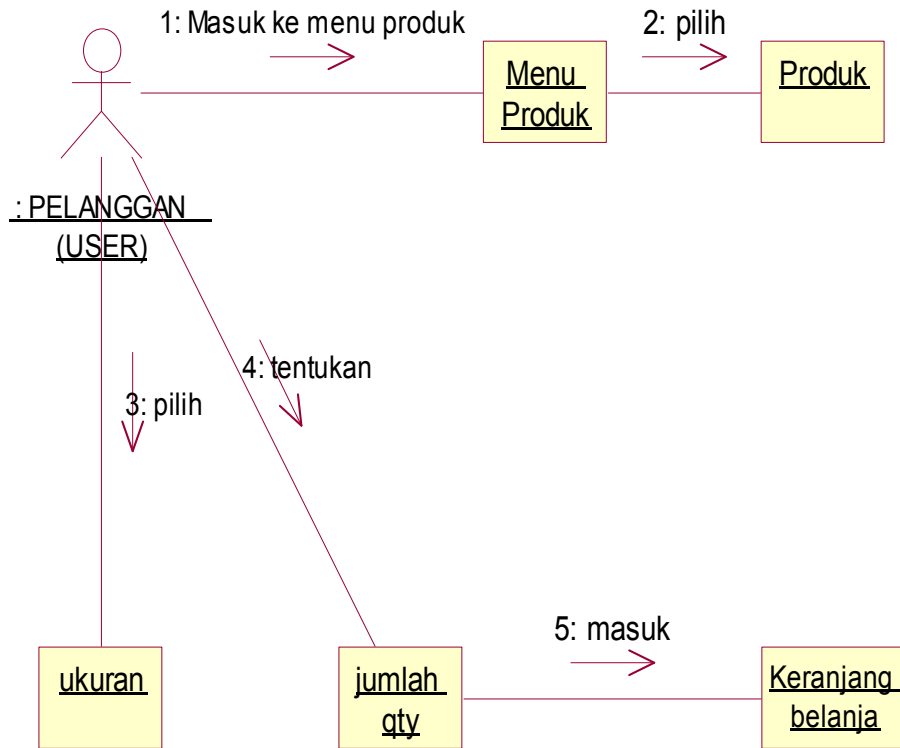 1: Masuk ke menu produk
2: pilih
Menu
Produk
Produk
: PELANGGAN
(USER)
4: tentukan
3: pilih
5: masuk
ukuran
jumlah
qty
Keranjang
belanja